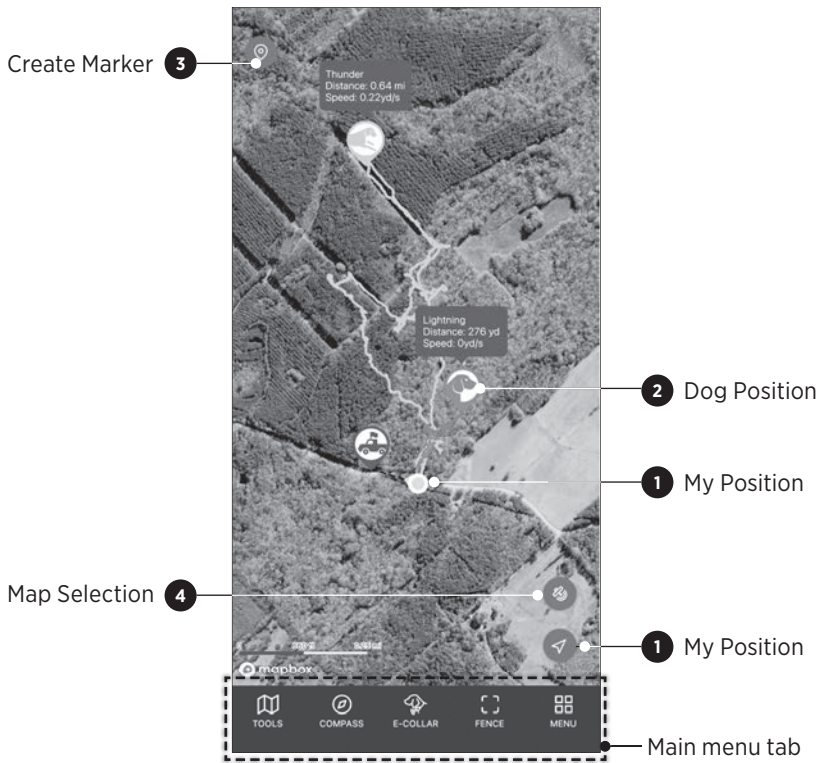 Create Marker 3
Thunder
Distance: 0.64 mi
Speed: 0.22yd/s
Lightning
Distance: 276 yd
Speed: 0yd/s
2 Dog Position
1 My Position
Map Selection 4
1 My Position
mapbox
TOOLS COMPASS E-COLLAR FENCE MENU
Main menu tab